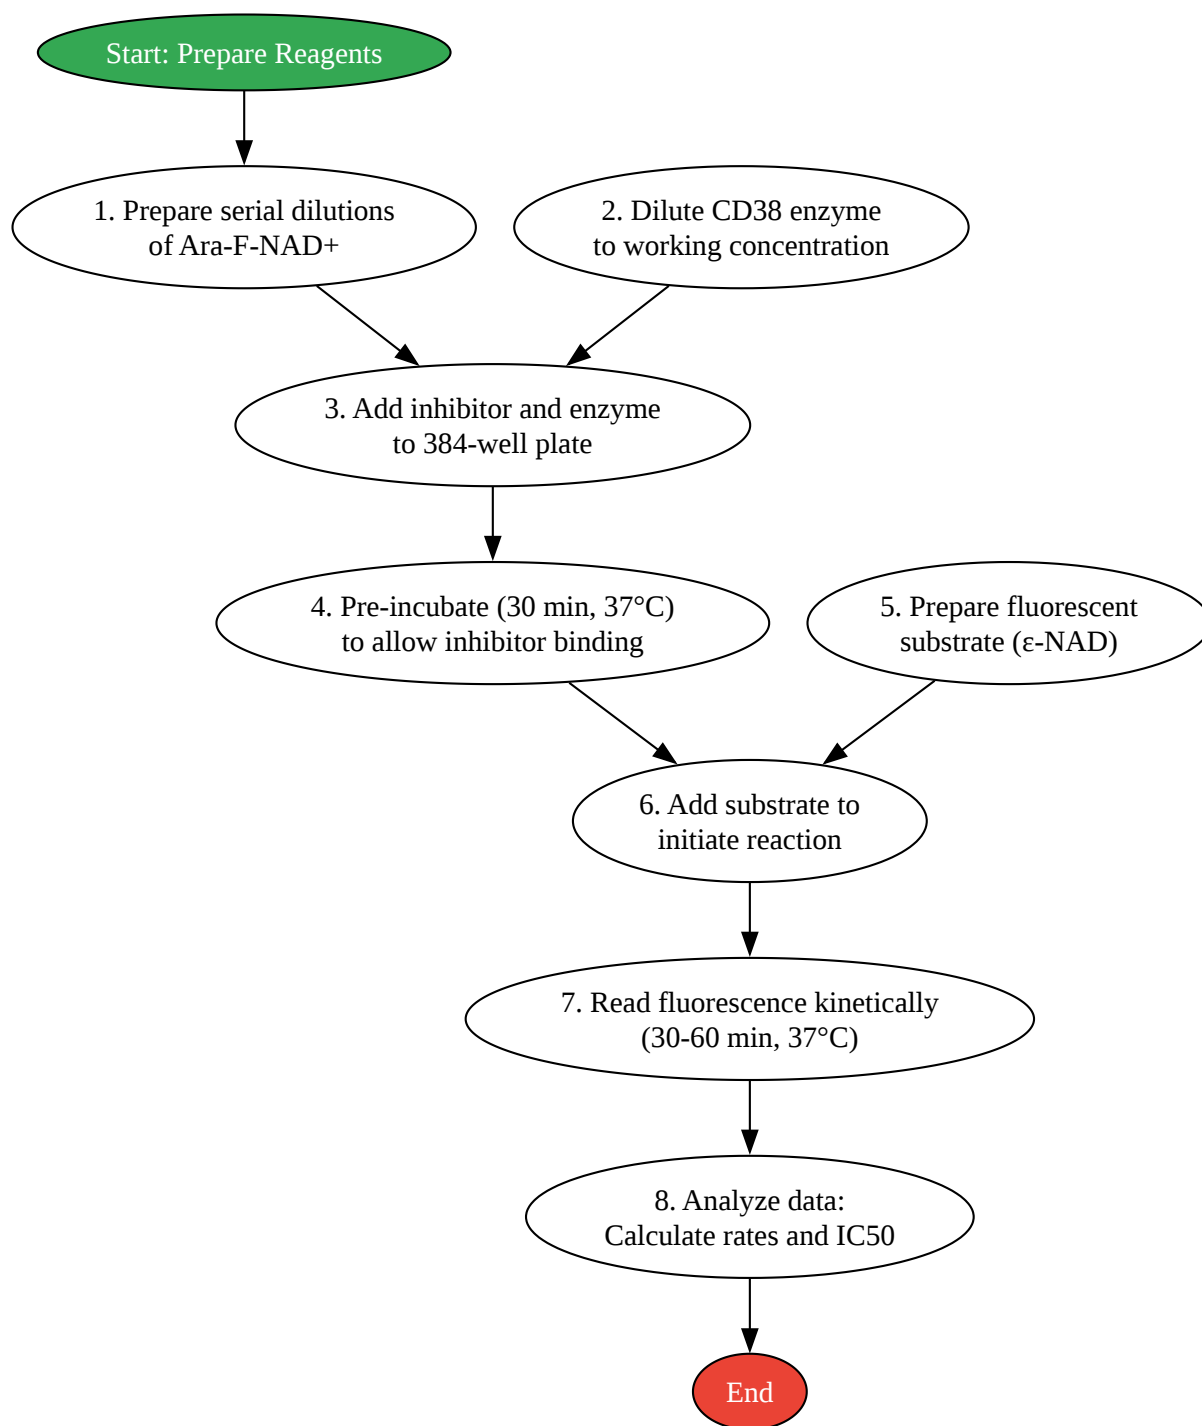 Start: Prepare Reagents
1. Prepare serial dilutions
of Ara-F-NAD+
2. Dilute CD38 enzyme
to working concentration
3. Add inhibitor and enzyme
to 384-well plate
4. Pre-incubate (30 min, 37°C)
to allow inhibitor binding
5. Prepare fluorescent
substrate (ε-NAD)
6. Add substrate to
initiate reaction
7. Read fluorescence kinetically
(30-60 min, 37°C)
8. Analyze data:
Calculate rates and IC50
End